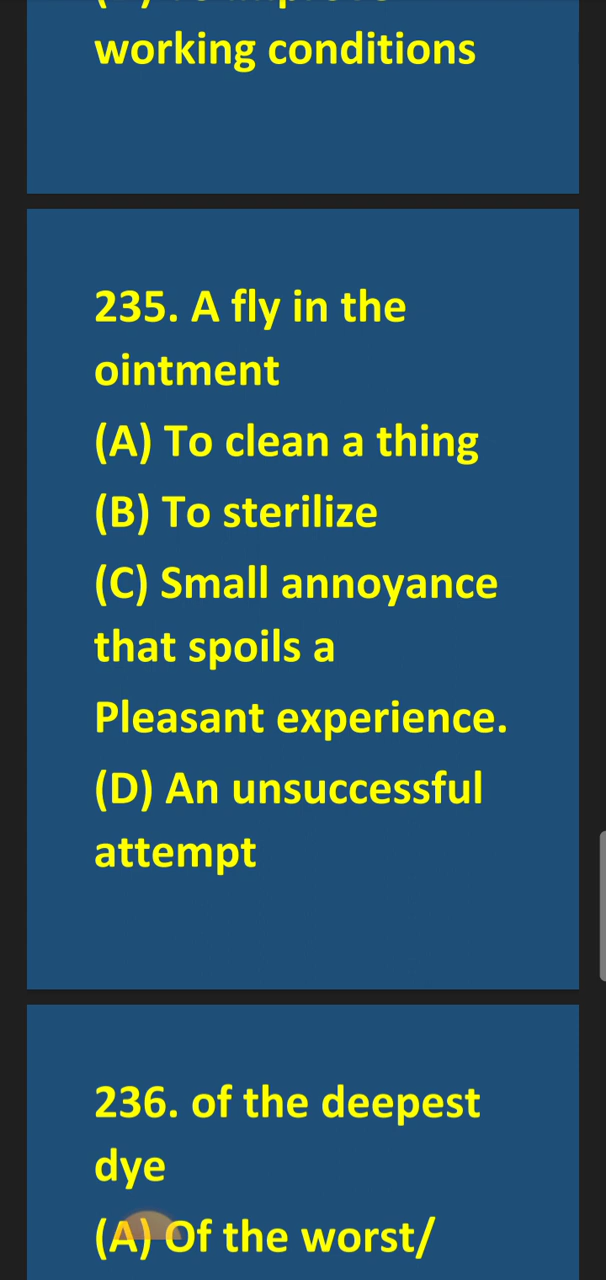 working conditions
235. A fly in the
ointment
(A) To clean a thing
(B) To sterilize
(C) Small annoyance
that spoils a
Pleasant experience.
(D) An unsuccessful
attempt
236. of the deepest
dye
(A) Of the worst/